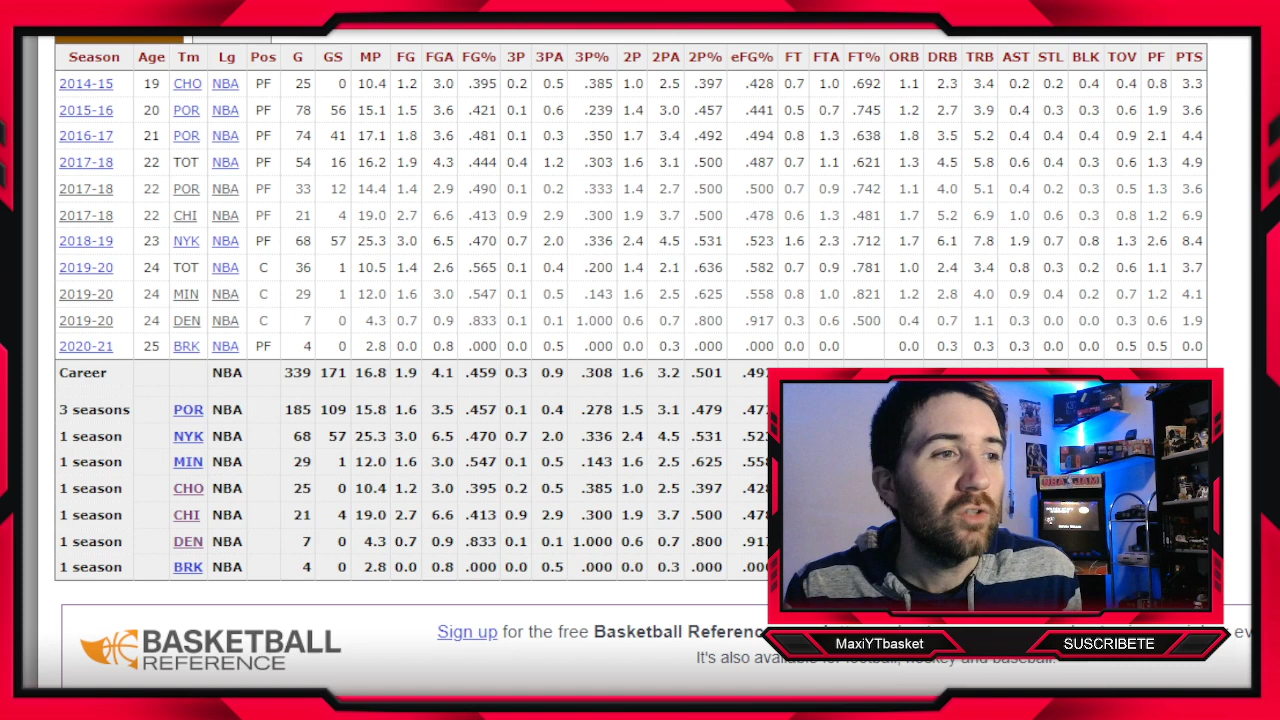 Season Age Tm Lg Pos G GS MP FG FGA FG% 3P 3PA 3P% 2P 2PA 2P% eFG% FT FTA FT% ORB DRB TRB AST STL BLK TOV PF PTS
2014-15 19 CHO NBA PF 25 0 10.4 1.2 3.0 .395 0.2 0.5 .385 1.0 2.5 .397 .428 0.7 1.0 .692 1.1 2.3 3.4 0.2 0.2 0.4 0.4 0.8 3.3
2015-16 20 POR NBA PF 78 56 15.1 1.5 3.6 .421 0.1 0.6 .239 1.4 3.0 .457 .441 0.5 0.7 .745 1.2 2.7 3.9 0.4 0.3 0.4 0.6 1.9 3.6
2016-17 21 POR NBA PF 74 41 17.1 1.8 3.6 .481 0.1 0.3 .350 1.7 3.4 .492 .494 0.8 1.3 .638 1.8 3.5 5.2 0.4 0.4 0.4 0.9 2.1 4.4
2017-18 22 TOT NBA PF 54 16 16.2 1.9 4.3 .444 0.4 1.2 .303 1.6 3.1 .500 .487 0.7 1.1 .621 1.3 4.5 5.8 0.6 0.4 0.3 0.6 1.3 4.9
2017-18 22 POR NBA PF 33 12 14.4 1.4 2.9 .490 0.1 0.2 .333 1.4 2.7 .500 .500 0.7 0.9 .742 1.1 4.0 5.1 0.4 0.2 0.3 0.5 1.3 3.6
2017-18 22 CHI NBA PF 21 4 19.0 2.7 6.6 .413 0.9 2.9 .300 1.9 3.7 .500 .478 0.6 1.3 .481 1.7 5.2 6.9 1.0 0.6 0.3 0.8 1.2 6.9
2018-19 23 NYK NBA PF 68 57 25.3 3.0 6.5 .470 0.7 2.0 .336 2.4 4.5 .531 .523 1.6 2.3 .712 1.7 6.1 7.8 1.9 0.7 0.8 1.3 2.6 8.4
2019-20 24 TOT NBA C 36 1 10.5 1.4 2.6 .565 0.1 0.4 .200 1.4 2.1 .636 .582 0.7 0.9 .781 1.0 2.4 3.4 0.8 0.3 0.2 0.6 1.1 3.7
2019-20 24 MIN NBA C 29 1 12.0 1.6 3.0 .547 0.1 0.5 .143 1.6 2.5 .625 .558 0.8 1.0 .821 1.2 2.8 4.0 0.9 0.4 0.2 0.7 1.2 4.1
2019-20 24 DEN NBA C 7 0 4.3 0.7 0.9 .833 0.1 0.1 1.000 0.6 0.7 .800 .917 0.3 0.6 .500 0.4 0.7 1.1 0.3 0.0 0.0 0.3 0.6 1.9
2020-21 25 BRK NBA PF 4 0 2.8 0.0 0.8 .000 0.0 0.5 .000 0.0 0.3 .000 .000 0.0 0.0 0.0 0.3 0.3 0.3 0.0 0.0 0.5 0.5 0.0
Career NBA 339 171 16.8 1.9 4.1 .459 0.3 0.9 .308 1.6 3.2 .501
3 seasons POR NBA 185 109 15.8 1.6 3.5 .457 0.1 0.4 .278 1.5 3.1 .479
1 season NYK NBA 68 57 25.3 3.0 6.5 .470 0.7 2.0 .336 2.4 4.5 .531
1 season MIN NBA 29 1 12.0 1.6 3.0 .547 0.1 0.5 .143 1.6 2.5 .625
1 season CHO NBA 25 0 10.4 1.2 3.0 .395 0.2 0.5 .385 1.0 2.5 .397
1 season CHI NBA 21 4 19.0 2.7 6.6 .413 0.9 2.9 .300 1.9 3.7 .500
1 season DEN NBA 7 0 4.3 0.7 0.9 .833 0.1 0.1 1.000 0.6 0.7 .800
1 season BRK NBA 4 0 2.8 0.0 0.8 .000 0.0 0.5 .000 0.0 0.3 .000
NBA JAM
BASKETBALL
REFERENCE
Sign up for the free Basketball
It's also available for football, hockey and baseball.
MaxiYTbasket
SUSCRIBETE